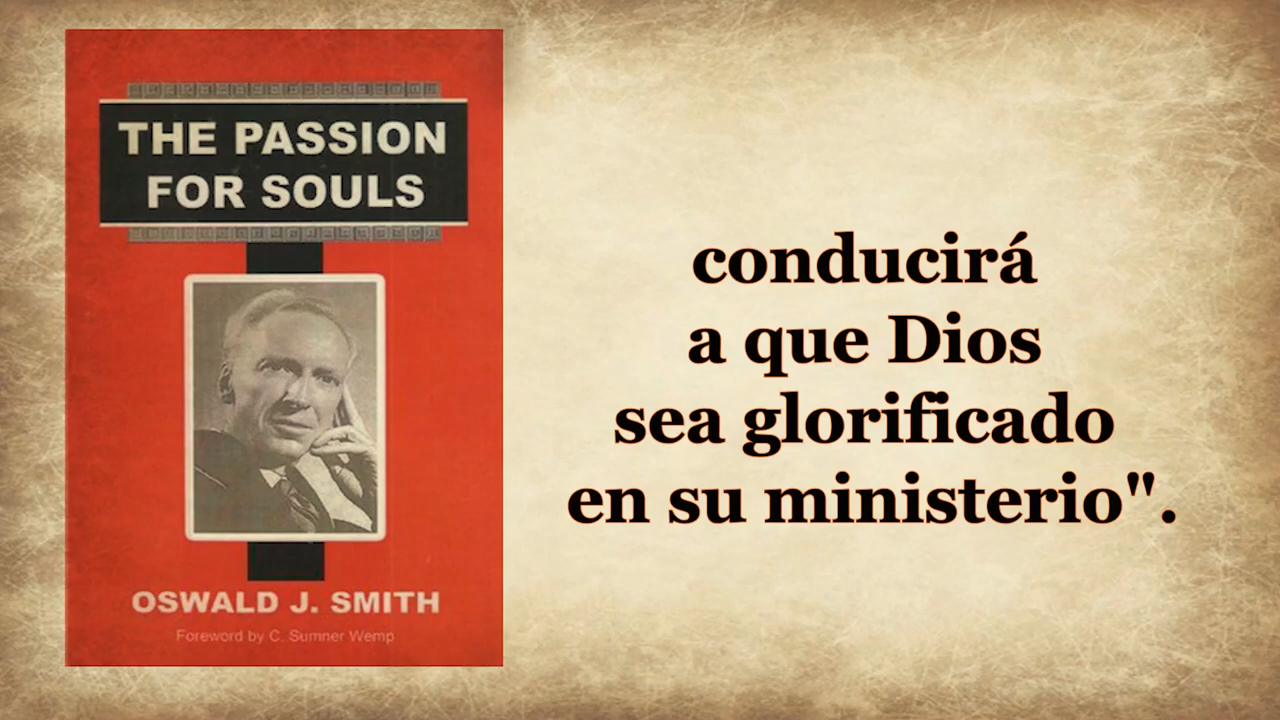 THE PASSION
FOR SOULS
OSWALD J. SMITH
Foreword by C. Sumner Wemp
conducirá
a que Dios
sea glorificado
en su ministerio".